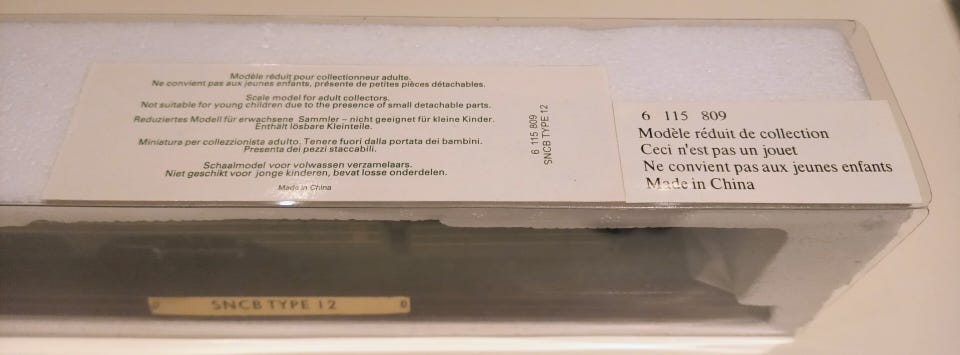 Modèle réduit pour collectionneur adulte.
Ne convient pas aux jeunes enfants, présente de petites pièces détachables.
Scale model for adult collectors.
Not suitable for young children due to the presence of small detachable parts.
Reduziertes Modell für erwachsene Sammler – nicht geeignet für kleine Kinder.
Enthält lösbare Kleinteile.
Miniatura per collezzionista adulto. Tenere fuori dalla portata dei bambini.
Presenta dei pezzi staccabili.
Schaalmodel voor volwassen verzamelaars.
Niet geschikt voor jonge kinderen, bevat losse onderdelen.
Made in China
6 115 809
SNCB TYPE 12
6 115 809
Modèle réduit de collection
Ceci n'est pas un jouet
Ne convient pas aux jeunes enfants
Made in China
SNCB TYPE 12